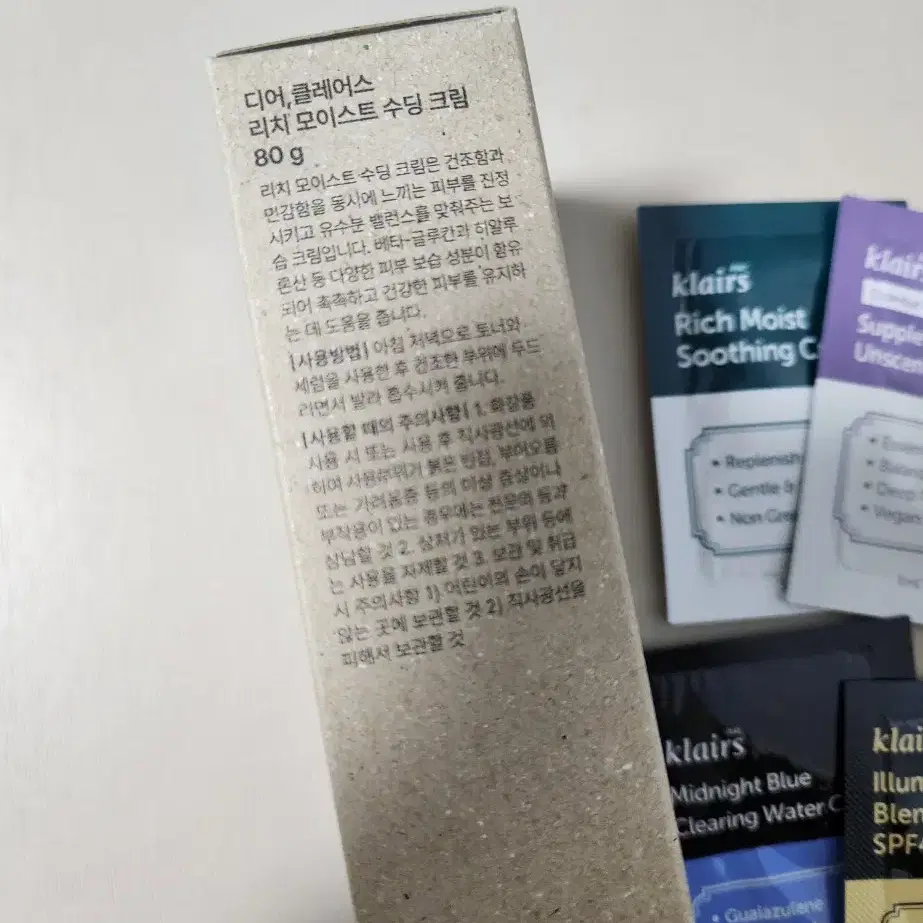 디어,클레어스
리치 모이스트 수딩 크림
80 g
리치 모이스트 수딩 크림은 건조함과
민감함을 동시에 느끼는 피부를 진정
시키고 유수분 밸런스를 맞춰주는 보
습 크림입니다. 베타-글루칸과 히알루
론산 등 다양한 피부 보습 성분이 함유
되어 촉촉하고 건강한 피부를 유지하
는 데 도움을 줍니다.
|사용방법| 아침 저녁으로 토너와
세럼을 사용한 후 건조한 부위에 두드
리면서 발라 흡수시켜 줍니다.
|사용할 때의 주의사항| 1. 화장품
사용 시 또는 사용 후 직사광선에 의
하여 사용부위가 붉은 반점, 부어오름
또는 가려움증 등의 이상 증상이나
부작용이 있는 경우에는 전문의 등과
상담할 것 2. 상처가 있는 부위 등에
는 사용을 자제할 것 3. 보관 및 취급
시 주의사항 1) 어린이의 손이 닿지
않는 곳에 보관할 것 2) 직사광선을
피해서 보관할 것
klairs
Rich Moist
Soothing C
• Replenish
• Gentle &
• Non Gre
klairs
Supple
Unscen
• Essen
• Balan
• Deep
• Vegan
klairs
Midnight Blue
Clearing Water C
• Guaiazulene
klai
Illum
Blen
SPF4